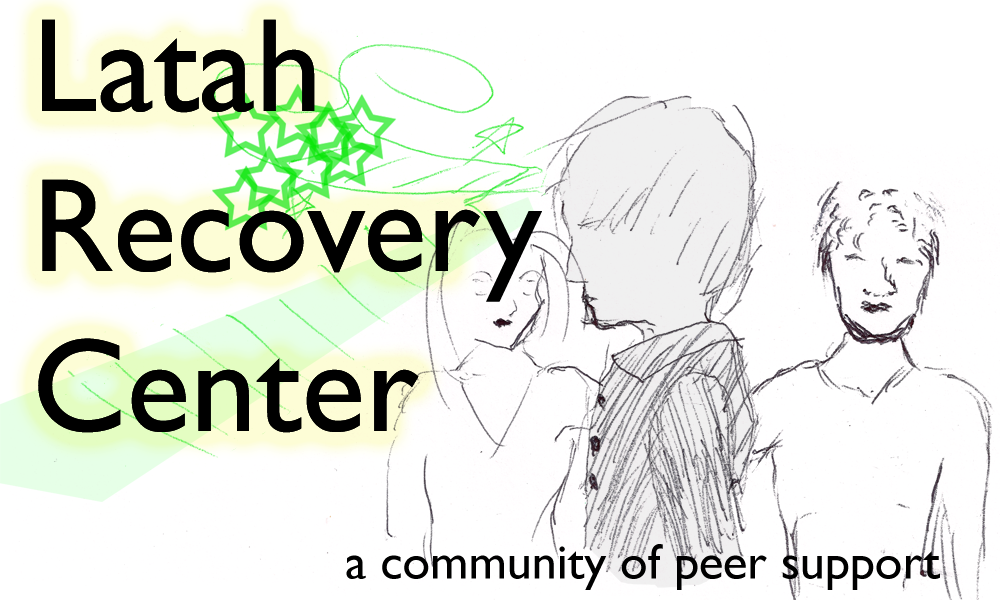 Latah
Recovery
Center
a community of peer support